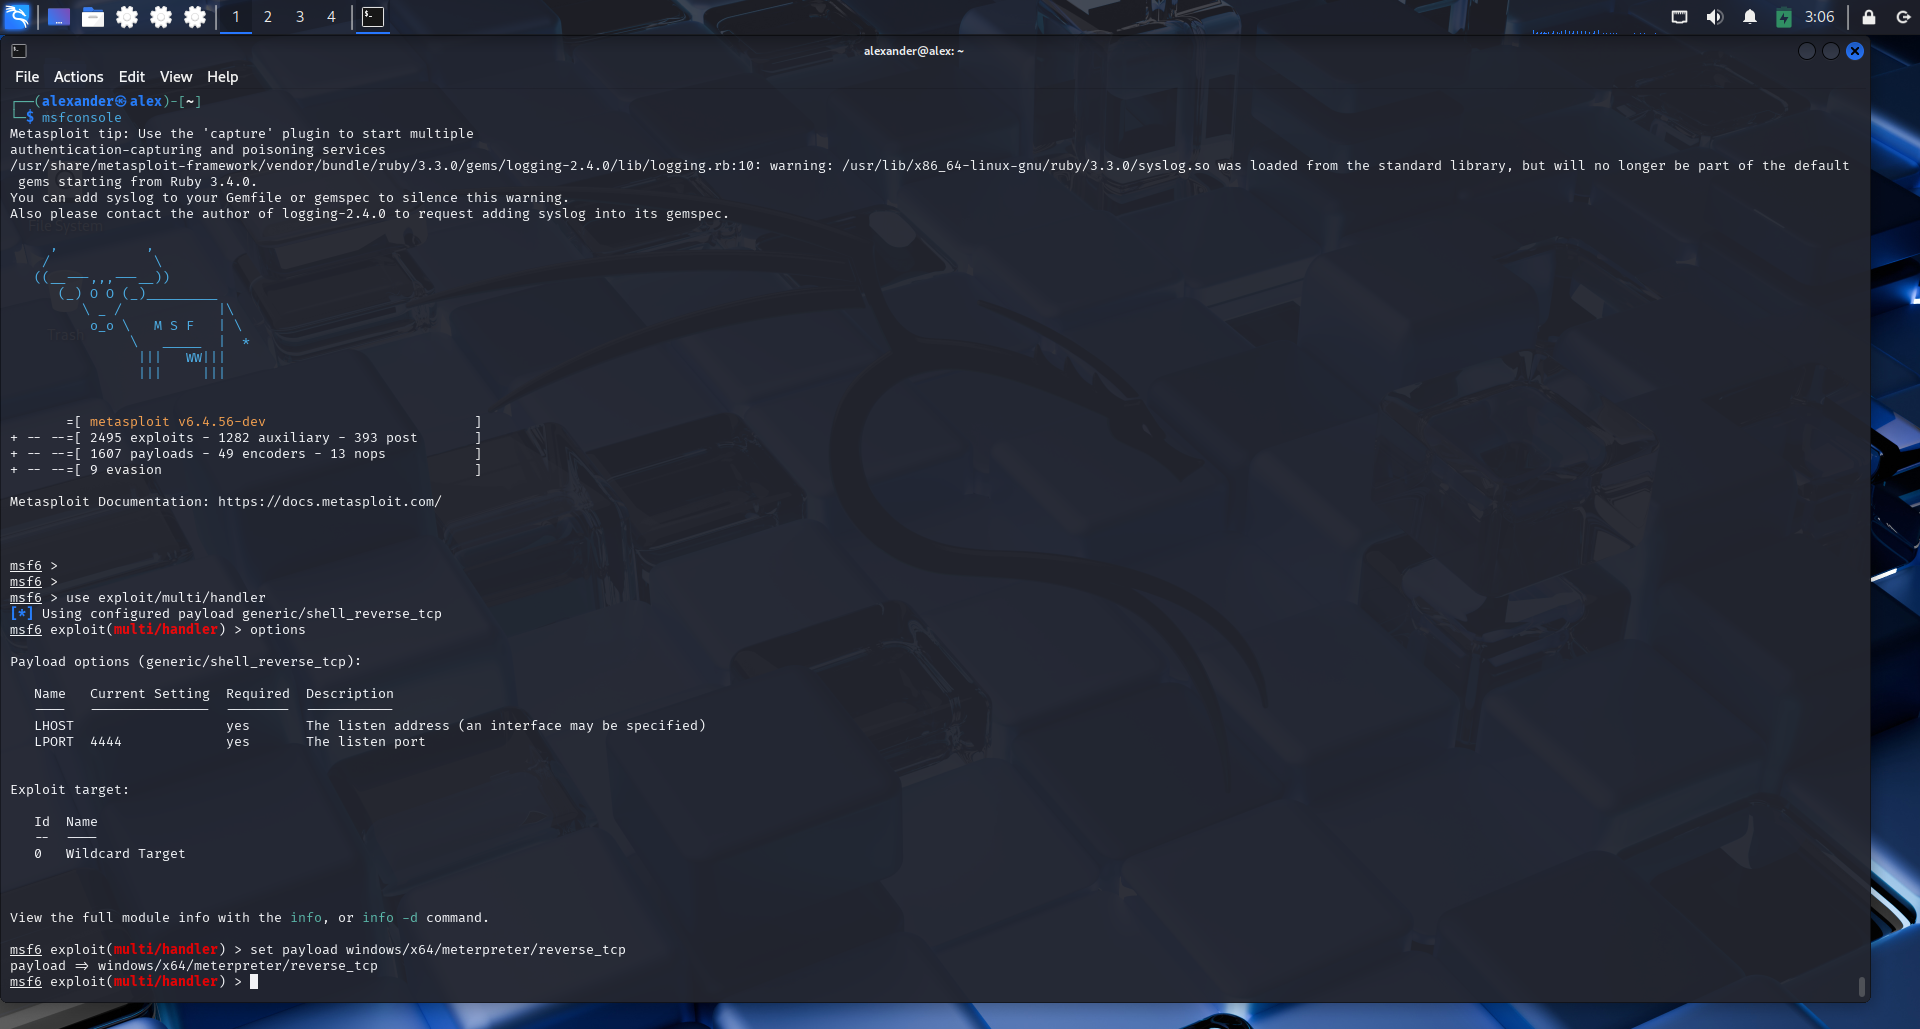 1 2 3 4 3:06
alexander@alex: ~
File Actions Edit View Help
┌──(alexander㉿alex)-[~]
└─$ msfconsole
Metasploit tip: Use the 'capture' plugin to start multiple
authentication-capturing and poisoning services
/usr/share/metasploit-framework/vendor/bundle/ruby/3.3.0/gems/logging-2.4.0/lib/logging.rb:10: warning: /usr/lib/x86_64-linux-gnu/ruby/3.3.0/syslog.so was loaded from the standard library, but will no longer be part of the default
 gems starting from Ruby 3.4.0.
You can add syslog to your Gemfile or gemspec to silence this warning.
Also please contact the author of logging-2.4.0 to request adding syslog into its gemspec.
File System
     ,           ,
    /             \
   ((__---,,,---__))
      (_) O O (_)_________
         \ _ /            |\
          o_o \   M S F   | \
Trash
               \   _____  |  *
                |||   WW|||
                |||     |||
       =[ metasploit v6.4.56-dev                          ]
+ -- --=[ 2495 exploits - 1282 auxiliary - 393 post       ]
+ -- --=[ 1607 payloads - 49 encoders - 13 nops           ]
+ -- --=[ 9 evasion                                       ]
Metasploit Documentation: https://docs.metasploit.com/
msf6 >
msf6 >
msf6 > use exploit/multi/handler
[*] Using configured payload generic/shell_reverse_tcp
msf6 exploit(multi/handler) > options
Payload options (generic/shell_reverse_tcp):
   Name   Current Setting  Required  Description
   ----   ---------------  --------  -----------
   LHOST                   yes       The listen address (an interface may be specified)
   LPORT  4444             yes       The listen port
Exploit target:
   Id  Name
   --  ----
   0   Wildcard Target
View the full module info with the info, or info -d command.
msf6 exploit(multi/handler) > set payload windows/x64/meterpreter/reverse_tcp
payload => windows/x64/meterpreter/reverse_tcp
msf6 exploit(multi/handler) >